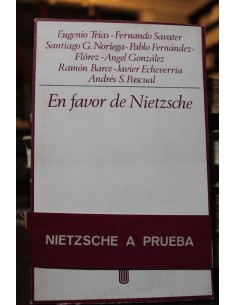 Eugenio Trías-Fernando Savater
Santiago G. Noriega-Pablo Fernández-
Flórez-Angel González
Ramón Barce-Javier Echeverría
Andrés S. Pascual
En favor de Nietzsche
NIETZSCHE A PRUEBA